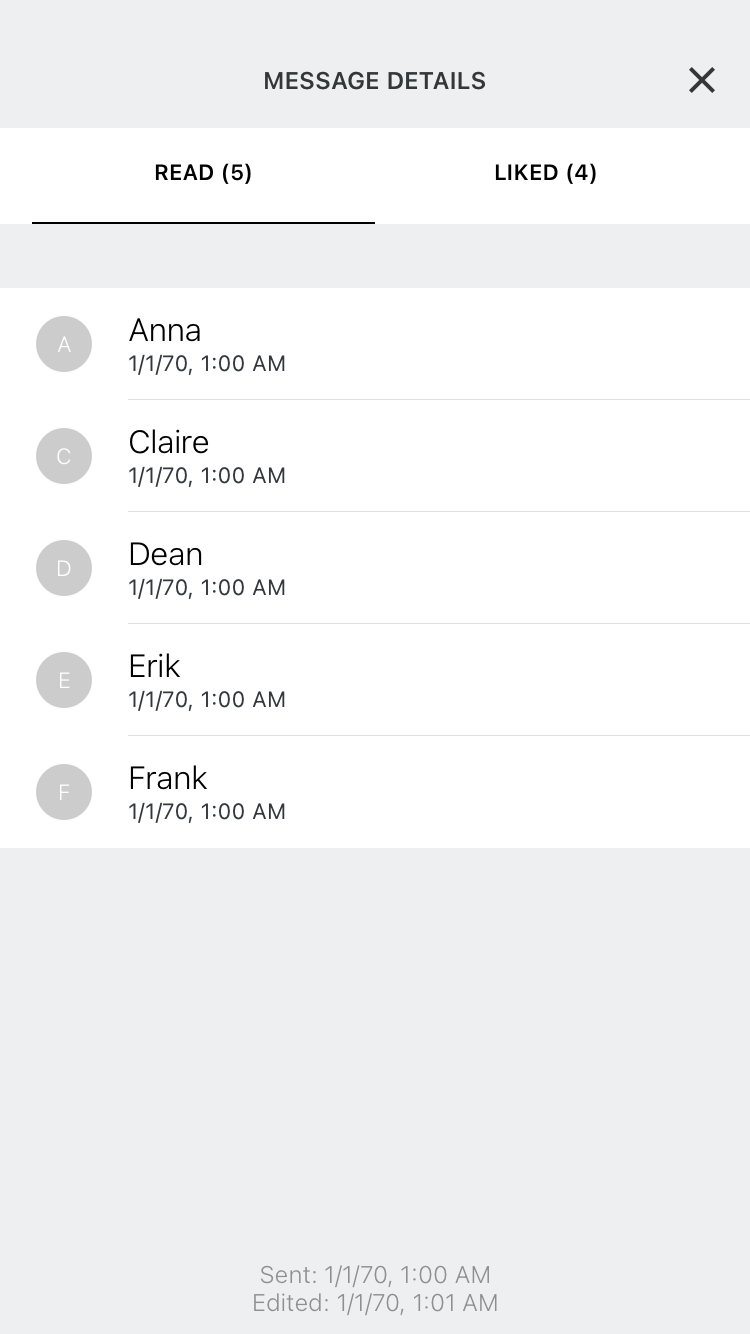 MESSAGE DETAILS
READ (5)
LIKED (4)
A
Anna
1/1/70, 1:00 AM
C
Claire
1/1/70, 1:00 AM
D
Dean
1/1/70, 1:00 AM
E
Erik
1/1/70, 1:00 AM
F
Frank
1/1/70, 1:00 AM
Sent: 1/1/70, 1:00 AM
Edited: 1/1/70, 1:01 AM